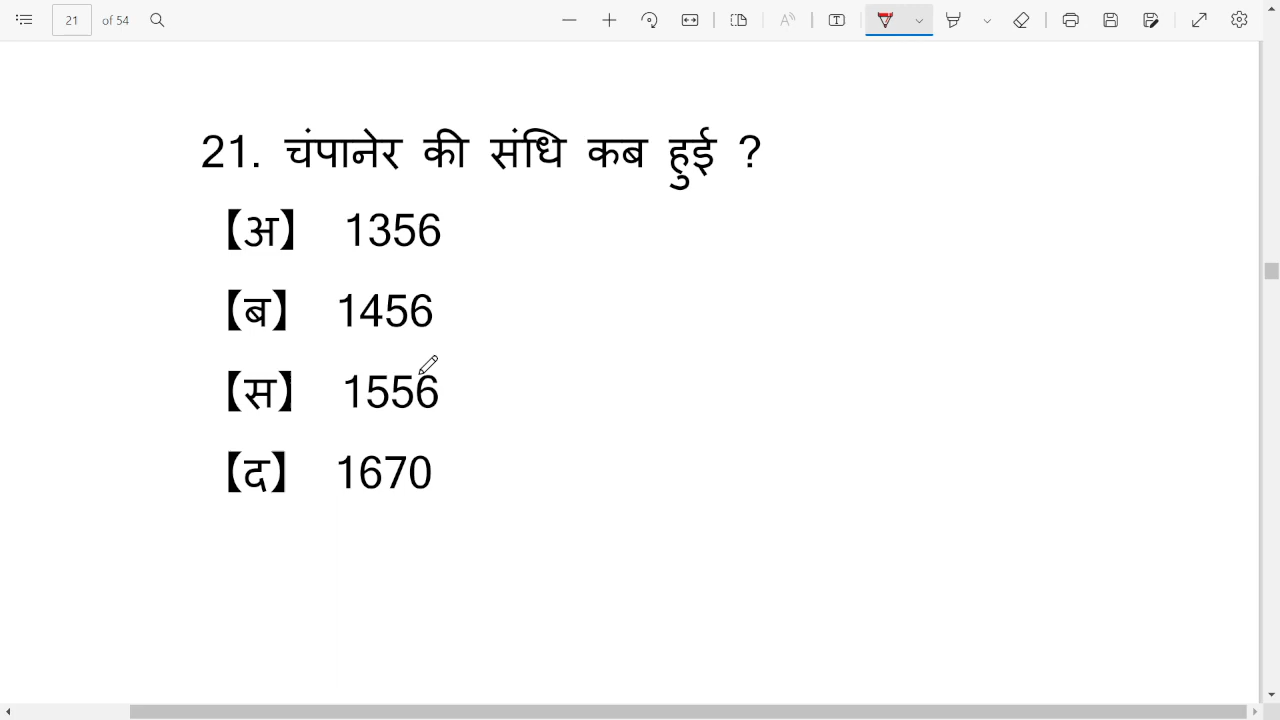 21 of 54
21. चंपानेर की संधि कब हुई ?
【अ】 1356
【ब】 1456
【स】 1556
【द】 1670